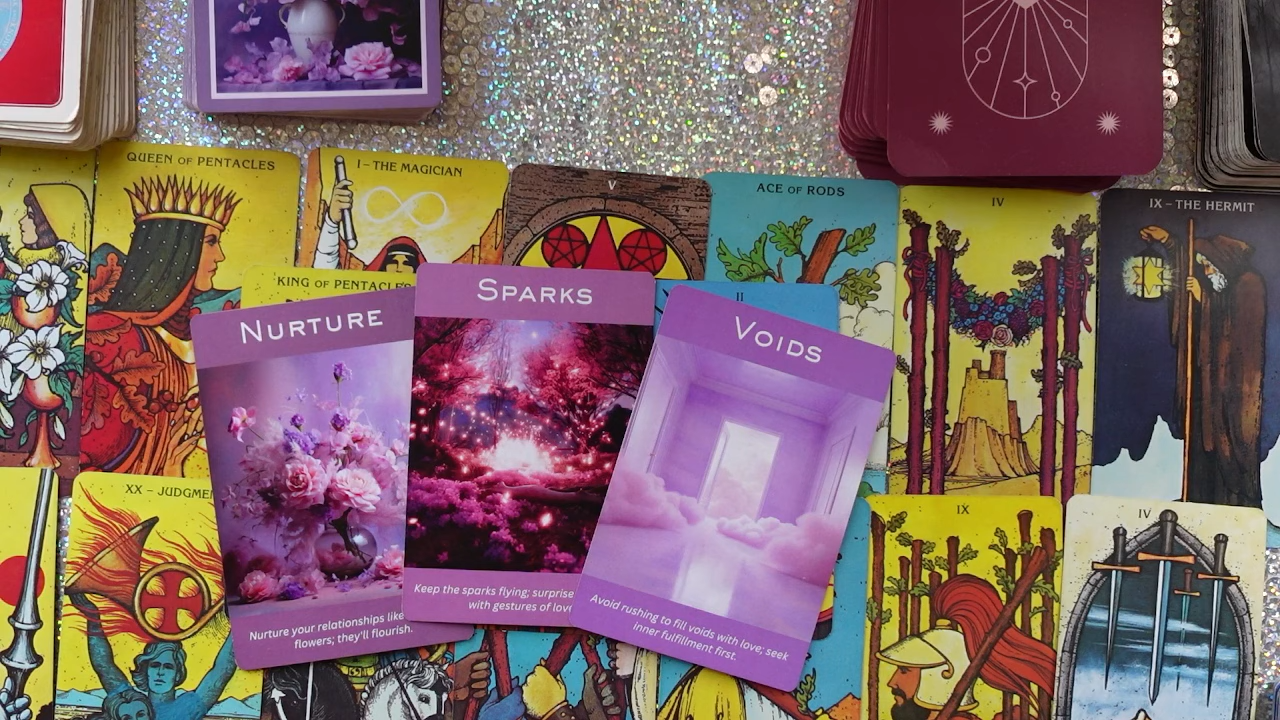 QUEEN OF PENTACLES
I – THE MAGICIAN
V
ACE OF RODS
IV
IX – THE HERMIT
KING OF PENTACLES
II
NURTURE
SPARKS
VOIDS
Nurture your relationships like
flowers; they'll flourish.
Keep the sparks flying; surprise
with gestures of love
Avoid rushing to fill voids with love; seek
inner fulfillment first.
XX – JUDGMEN
IX
IV